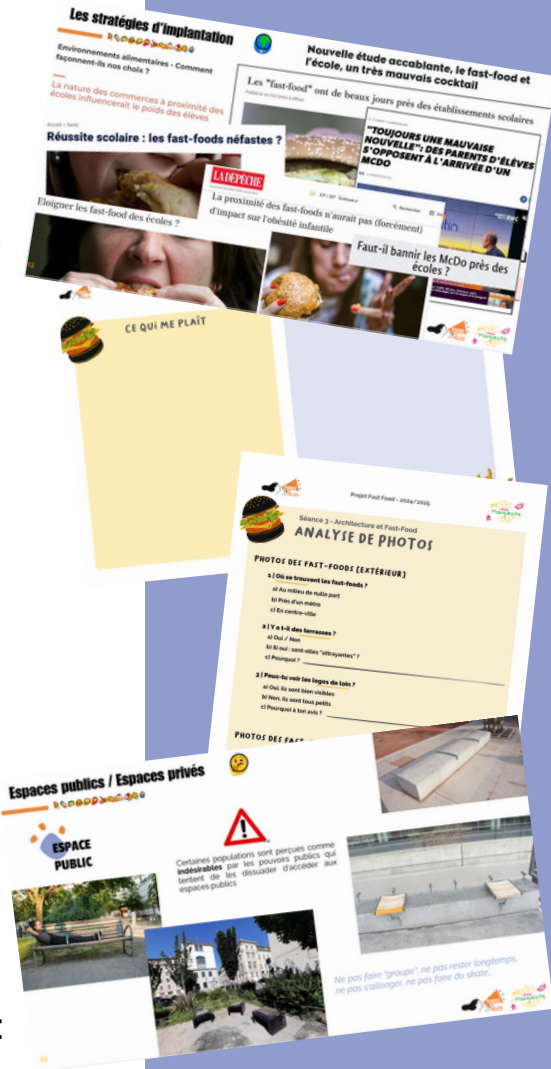 Les stratégies d'implantation
Environnements alimentaires - Comment
façonnent-ils nos choix ?
La nature des commerces à proximité des
écoles influencerait le poids des élèves
Nouvelle étude accablante, le fast-food et
l'école, un très mauvais cocktail
Les "fast-food" ont de beaux jours près des établissements scolaires
"TOUJOURS UNE MAUVAISE
NOUVELLE": DES PARENTS D'ÉLÈVES
S'OPPOSENT À L'ARRIVÉE D'UN
MCDO
Accueil > Santé
Réussite scolaire : les fast-foods néfastes ?
LA DEPECHE
La proximité des fast-foods n'aurait pas (forcément)
d'impact sur l'obésité infantile
Eloigner les fast-food des écoles ?
Faut-il bannir les McDo près des
écoles ?
CE QUI ME PLAÎT
Projet Fast Food - 2024/2025
Séance 3 - Architecture et Fast-Food
ANALYSE DE PHOTOS
PHOTOS DES FAST-FOODS [EXTÉRIEUR]
1 | Où se trouvent les fast-foods ?
a) Au milieu de nulle part
b) Près d'un métro
c) En centre-ville
2 | Y a t-il des terrasses ?
a) Oui / Non
b) Si oui : sont-elles "attrayantes" ?
c) Pourquoi ?
3 | Peux-tu voir les logos de loin ?
a) Oui, ils sont bien visibles
b) Non, ils sont tous petits
c) Pourquoi à ton avis ?
PHOTOS DES
Espaces publics / Espaces privés
ESPACE
PUBLIC
Certaines populations sont perçues comme
indésirables par les pouvoirs publics qui
tentent de les dissuader d'accéder aux
espaces publics
Ne pas faire "groupe", ne pas rester longtemps,
ne pas s'allonger, ne pas faire du skate...